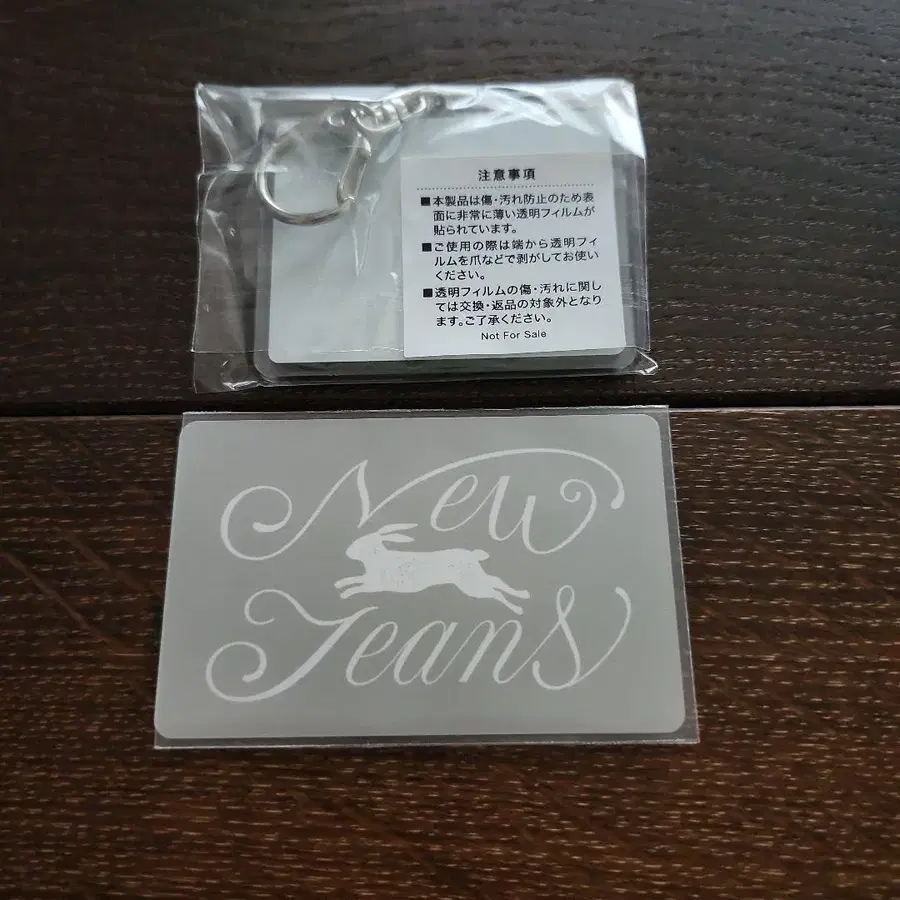 注意事項
■本製品は傷・汚れ防止のため表
面に非常に薄い透明フィルムが
貼られています。
■ご使用の際は端から透明フィ
ルムを爪などで剥がしてお使い
ください。
■透明フィルムの傷・汚れに関し
ては交換・返品の対象外となり
ます。ご了承ください。
Not For Sale
New
Jeans